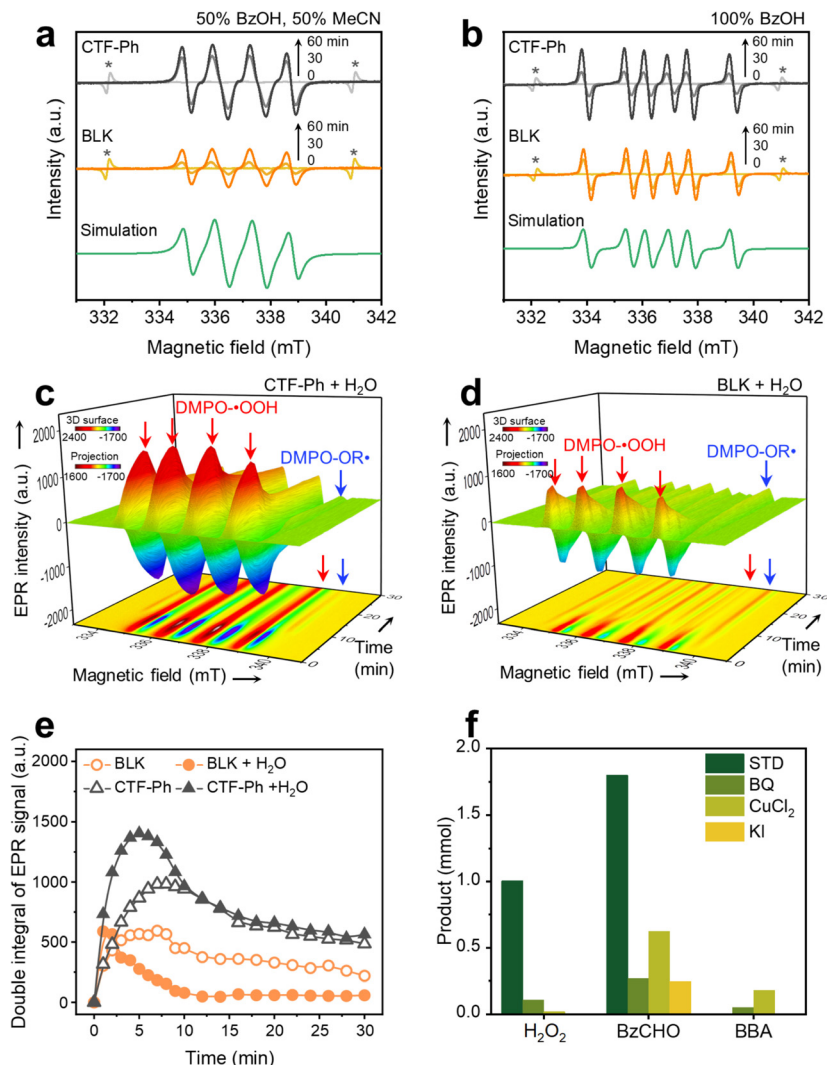 50% BzOH, 50% MeCN
a
CTF-Ph
60 min
30
0
*
*
BLK
60 min
30
0
*
*
Simulation
Intensity (a.u.)
332 334 336 338 340 342
Magnetic field (mT)
100% BzOH
b
CTF-Ph
60 min
30
0
*
*
BLK
60 min
30
0
*
*
Simulation
Intensity (a.u.)
332 334 336 338 340 342
Magnetic field (mT)
c
CTF-Ph + H₂O
3D surface
2400 -1700
Projection
1600 -1700
DMPO-•OOH
DMPO-OR•
EPR intensity (a.u.)
2000
1000
0
-1000
-2000
334 338 340
Magnetic field (mT)
0 10 20 30
Time
(min)
d
BLK + H₂O
3D surface
2400 -1700
Projection
1600 -1700
DMPO-•OOH
DMPO-OR•
EPR intensity (a.u.)
2000
1000
0
-1000
-2000
334 338 340
Magnetic field (mT)
0 10 20 30
Time
(min)
e
Double integral of EPR signal (a.u.)
2000
1500
1000
500
0
BLK BLK + H₂O
CTF-Ph CTF-Ph +H₂O
0 5 10 15 20 25 30
Time (min)
f
Product (mmol)
2.0
1.5
1.0
0.5
0.0
STD
BQ
CuCl₂
KI
H₂O₂ BzCHO BBA